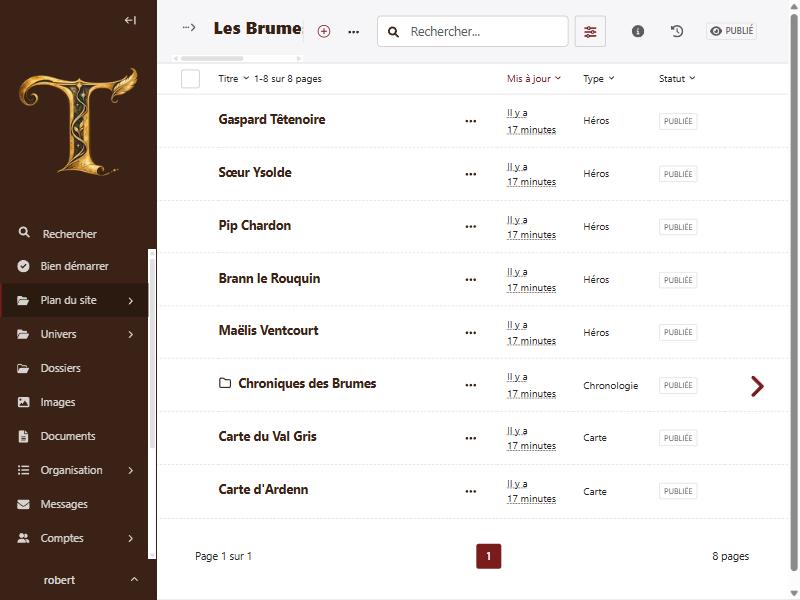 T
Rechercher
Bien démarrer
Plan du site
Univers
Dossiers
Images
Documents
Organisation
Messages
Comptes
robert
Les Brume
Rechercher...
PUBLIÉ
Titre 1-8 sur 8 pages Mis à jour Type Statut
Gaspard Têtenoire Il y a 17 minutes Héros PUBLIÉE
Sœur Ysolde Il y a 17 minutes Héros PUBLIÉE
Pip Chardon Il y a 17 minutes Héros PUBLIÉE
Brann le Rouquin Il y a 17 minutes Héros PUBLIÉE
Maëlis Ventcourt Il y a 17 minutes Héros PUBLIÉE
Chroniques des Brumes Il y a 17 minutes Chronologie PUBLIÉE
Carte du Val Gris Il y a 17 minutes Carte PUBLIÉE
Carte d'Ardenn Il y a 17 minutes Carte PUBLIÉE
Page 1 sur 1 1 8 pages